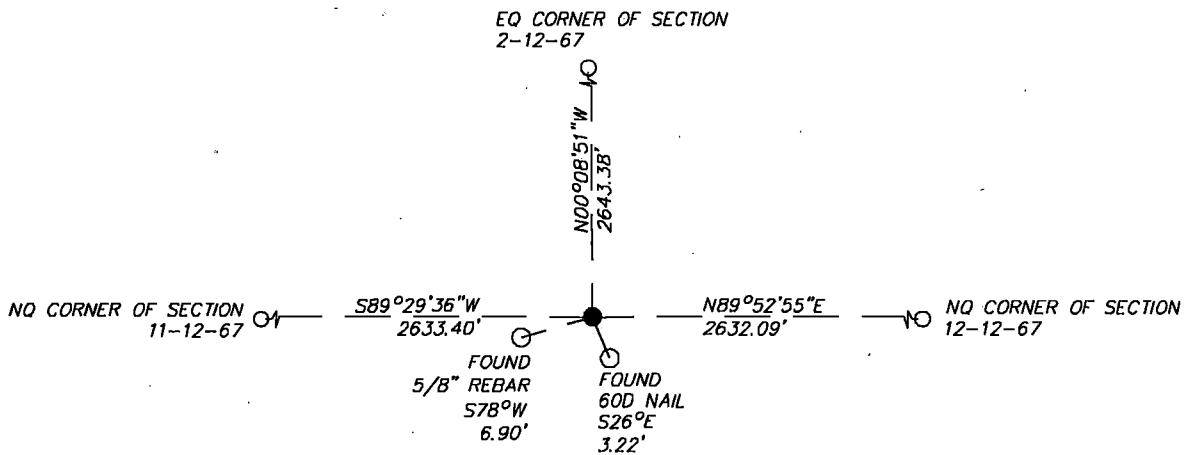 EQ CORNER OF SECTION
2-12-67
N00°08'51"W
2643.38'
NQ CORNER OF SECTION
11-12-67
S89°29'36"W
2633.40'
N89°52'55"E
2632.09'
NQ CORNER OF SECTION
12-12-67
FOUND
5/8" REBAR
S78°W
6.90'
FOUND
60D NAIL
S26°E
3.22'